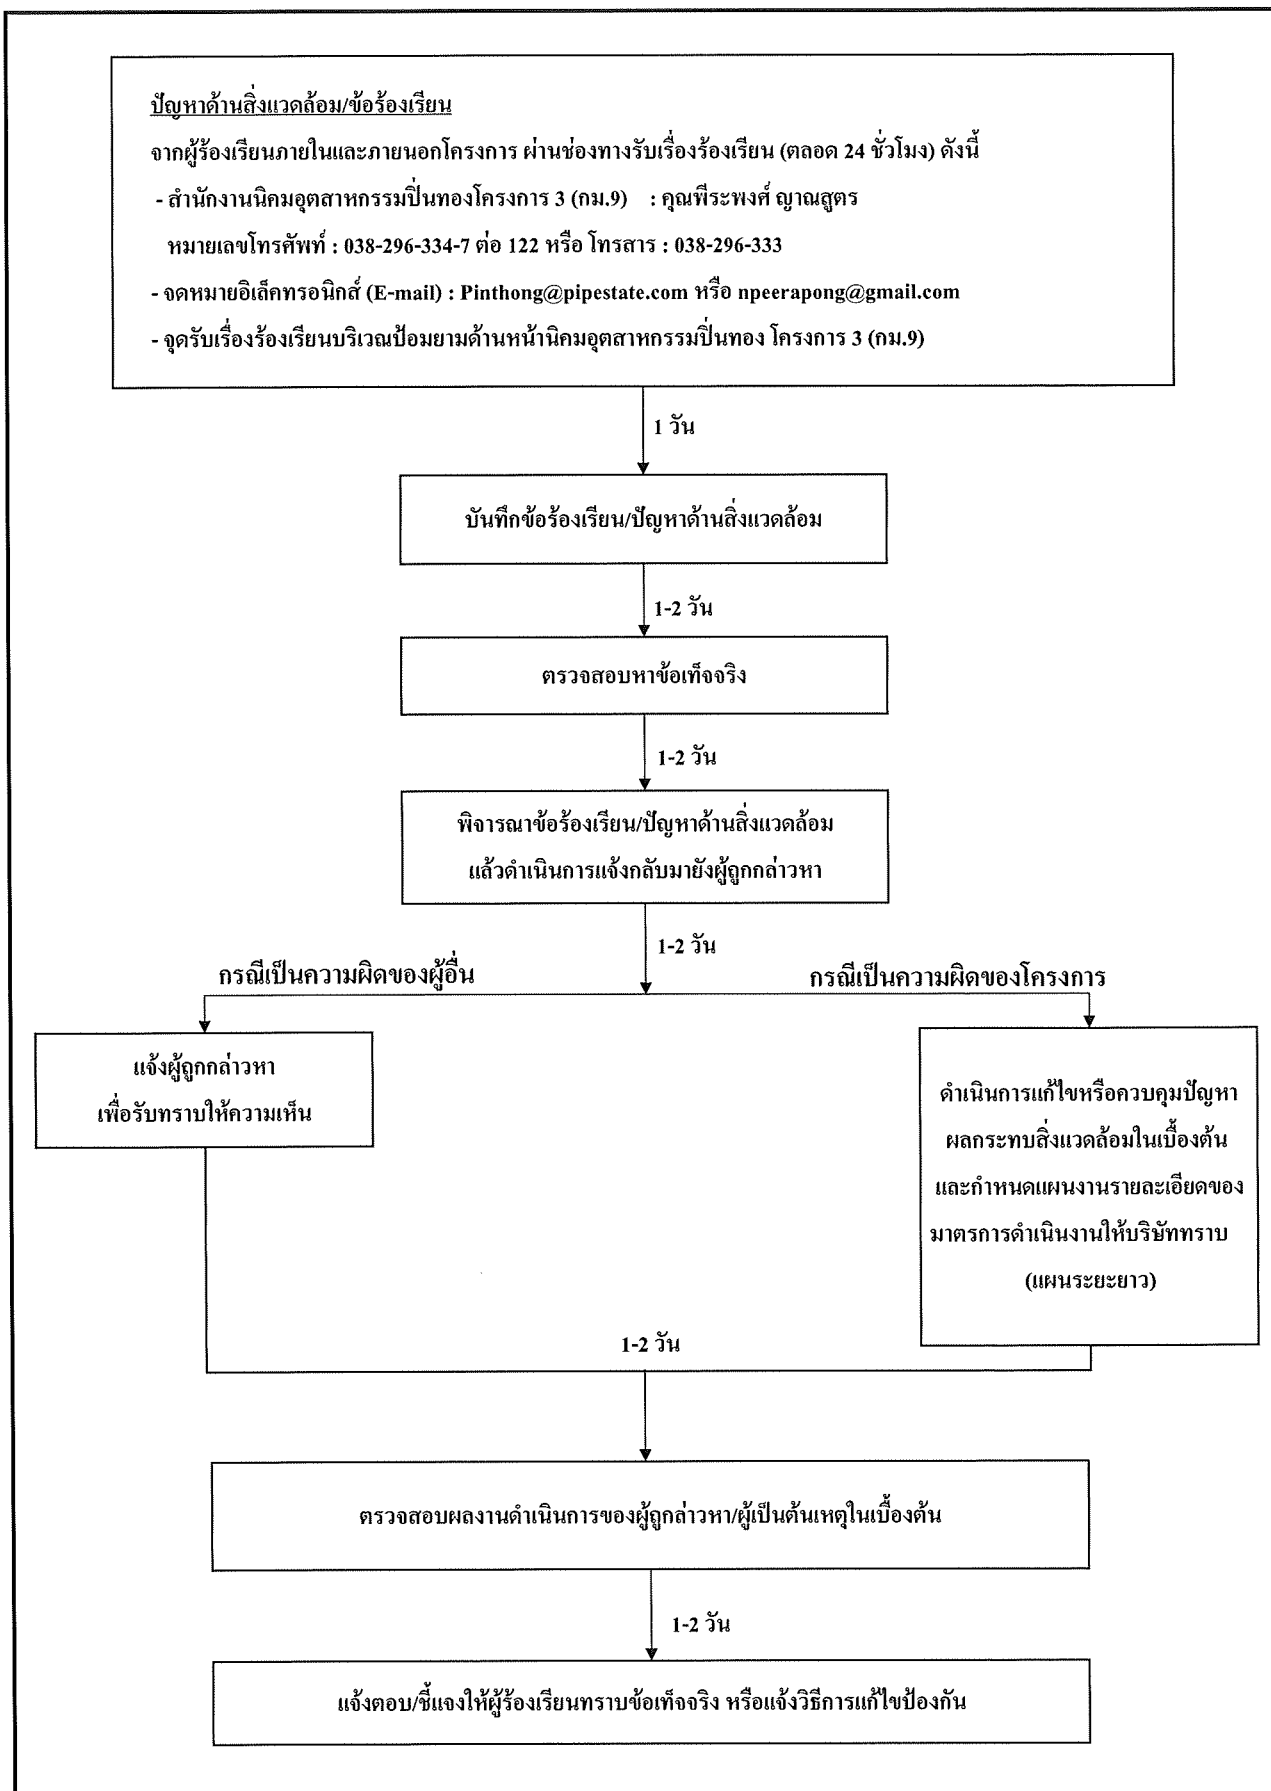 ปัญหาด้านสิ่งแวดล้อม/ข้อร้องเรียน
จากผู้ร้องเรียนภายในและภายนอกโครงการ ผ่านช่องทางรับเรื่องร้องเรียน (ตลอด 24 ชั่วโมง) ดังนี้
- สำนักงานนิคมอุตสาหกรรมปิ่นทองโครงการ 3 (กม.9) : คุณพีระพงศ์ ญาณสูตร
หมายเลขโทรศัพท์ : 038-296-334-7 ต่อ 122 หรือ โทรสาร : 038-296-333
- จดหมายอิเล็คทรอนิกส์ (E-mail) : Pinthong@pipestate.com หรือ npeerapong@gmail.com
- จุดรับเรื่องร้องเรียนบริเวณป้อมยามด้านหน้านิคมอุตสาหกรรมปิ่นทอง โครงการ 3 (กม.9)
1 วัน
บันทึกข้อร้องเรียน/ปัญหาด้านสิ่งแวดล้อม
1-2 วัน
ตรวจสอบหาข้อเท็จจริง
1-2 วัน
พิจารณาข้อร้องเรียน/ปัญหาด้านสิ่งแวดล้อม
แล้วดำเนินการแจ้งกลับมายังผู้ถูกกล่าวหา
1-2 วัน
กรณีเป็นความผิดของผู้อื่น
กรณีเป็นความผิดของโครงการ
แจ้งผู้ถูกกล่าวหา
เพื่อรับทราบให้ความเห็น
ดำเนินการแก้ไขหรือควบคุมปัญหา
ผลกระทบสิ่งแวดล้อมในเบื้องต้น
และกำหนดแผนงานรายละเอียดของ
มาตรการดำเนินงานให้บริษัททราบ
(แผนระยะยาว)
1-2 วัน
ตรวจสอบผลงานดำเนินการของผู้ถูกกล่าวหา/ผู้เป็นต้นเหตุในเบื้องต้น
1-2 วัน
แจ้งตอบ/ชี้แจงให้ผู้ร้องเรียนทราบข้อเท็จจริง หรือแจ้งวิธีการแก้ไขป้องกัน